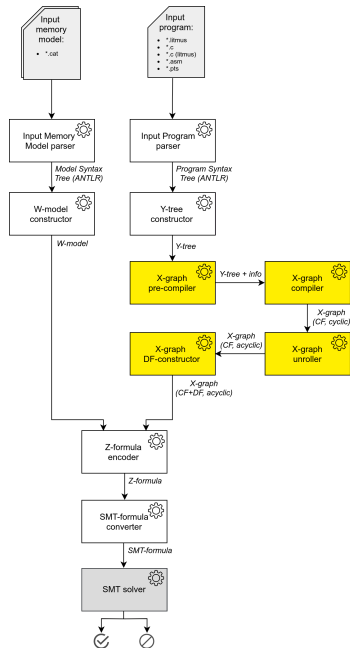 Input
memory
model:
• *.cat
Input
program:
• *.litmus
• *.c
• *.c (litmus)
• *.asm
• *.pts
Input Memory
Model parser
Input Program
parser
Model Syntax
Tree (ANTLR)
Program Syntax
Tree (ANTLR)
W-model
constructor
Y-tree
constructor
W-model
Y-tree
X-graph
pre-compiler
Y-tree + info
X-graph
compiler
X-graph
(CF, cyclic)
X-graph
DF-constructor
X-graph
(CF, acyclic)
X-graph
unroller
X-graph
(CF+DF, acyclic)
Z-formula
encoder
Z-formula
SMT-formula
converter
SMT-formula
SMT solver